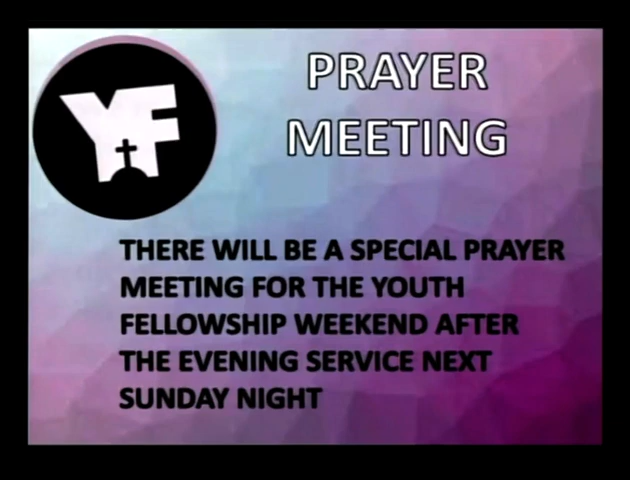 YF
PRAYER
MEETING
THERE WILL BE A SPECIAL PRAYER
MEETING FOR THE YOUTH
FELLOWSHIP WEEKEND AFTER
THE EVENING SERVICE NEXT
SUNDAY NIGHT